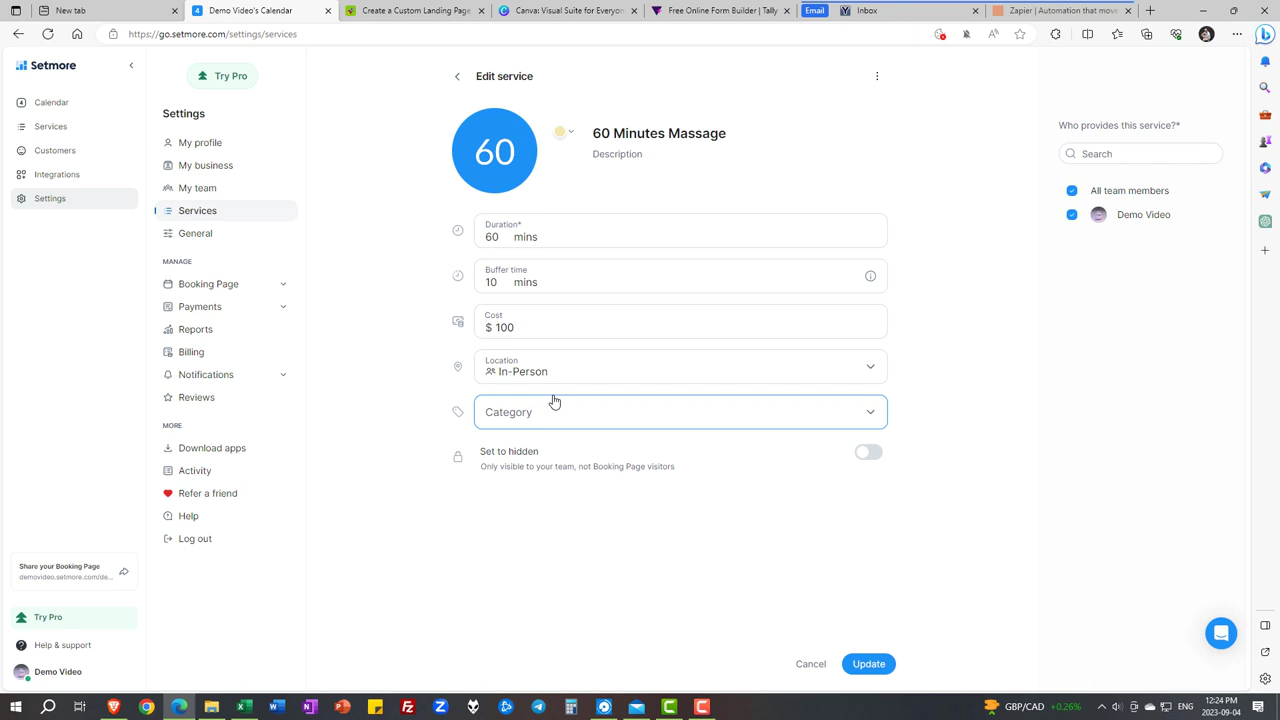 New tab
Demo Video's Calendar
Create a Custom Landing Page
Canva: Visual Suite for Everyon
Free Online Form Builder | Tally
Email
Inbox
Zapier | Automation that move
https://go.setmore.com/settings/services
Setmore
Calendar
Services
Customers
Integrations
Settings
Share your Booking Page
demovideo.setmore.com/de...
Try Pro
Help & support
Demo Video
Try Pro
Settings
My profile
My business
My team
Services
General
MANAGE
Booking Page
Payments
Reports
Billing
Notifications
Reviews
MORE
Download apps
Activity
Refer a friend
Help
Log out
Edit service
60
60 Minutes Massage
Description
Duration*
60 mins
Buffer time
10 mins
Cost
$ 100
Location
In-Person
Category
Set to hidden
Only visible to your team, not Booking Page visitors
Cancel
Update
Who provides this service?*
Search
All team members
Demo Video
GBP/CAD +0.26%
ENG
12:24 PM
2023-09-04